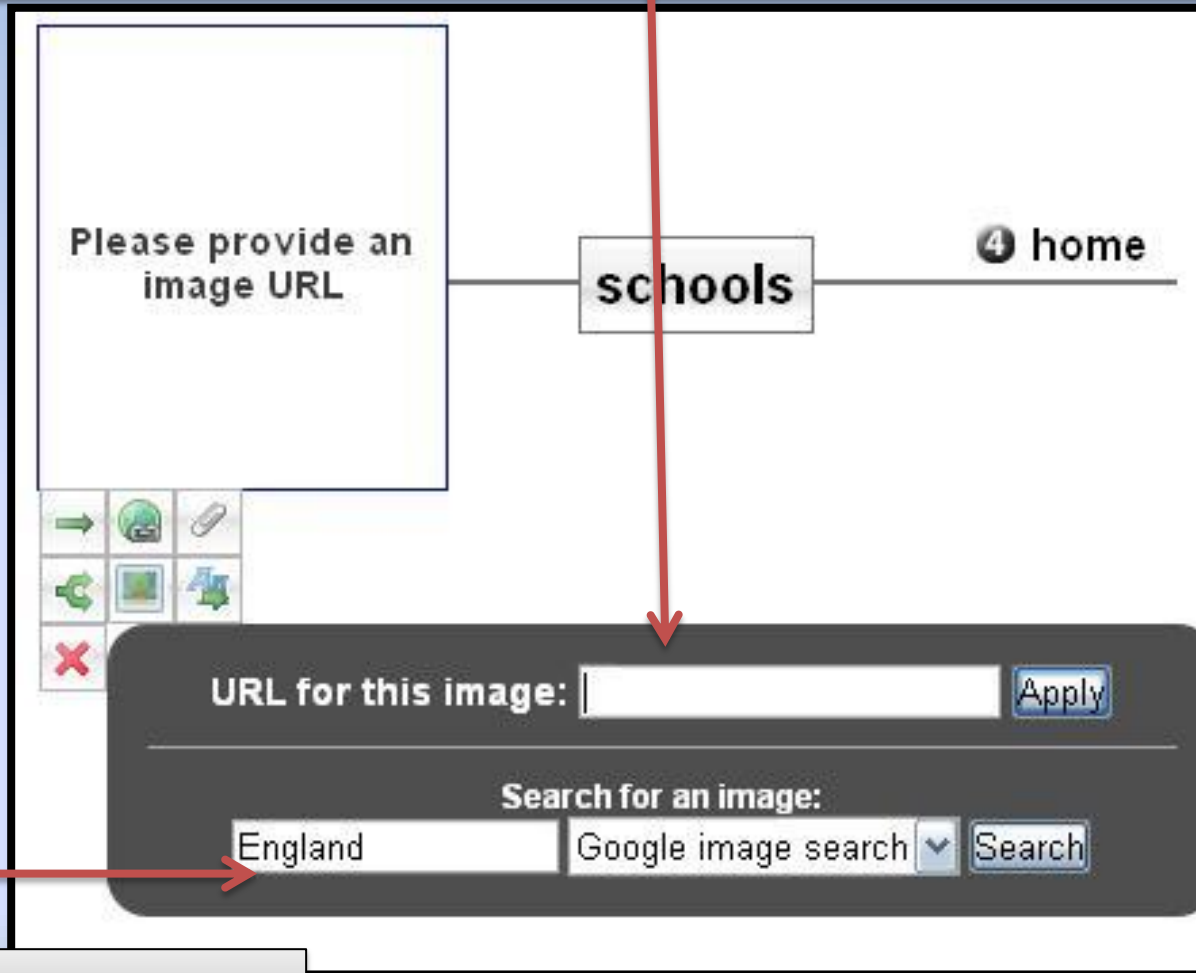 Please provide an
image URL
schools
4 home
URL for this image: Apply
Search for an image:
England Google image search Search